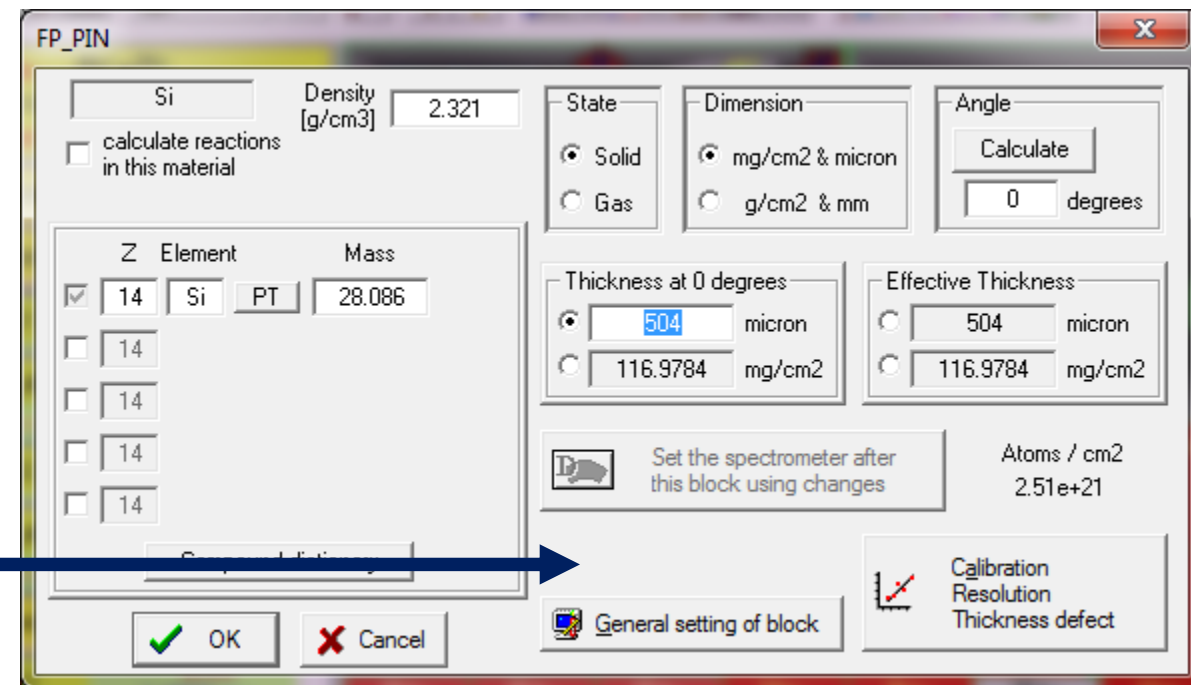 FP_PIN
Si
Density
[g/cm3]
2.321
calculate reactions
in this material
Z Element Mass
14 Si PT 28.086
14
14
14
14
State
Solid
Gas
Dimension
mg/cm2 & micron
g/cm2 & mm
Angle
Calculate
0 degrees
Thickness at 0 degrees
504 micron
116.9784 mg/cm2
Effective Thickness
504 micron
116.9784 mg/cm2
Set the spectrometer after
this block using changes
Atoms / cm2
2.51e+21
General setting of block
Calibration
Resolution
Thickness defect
OK
Cancel